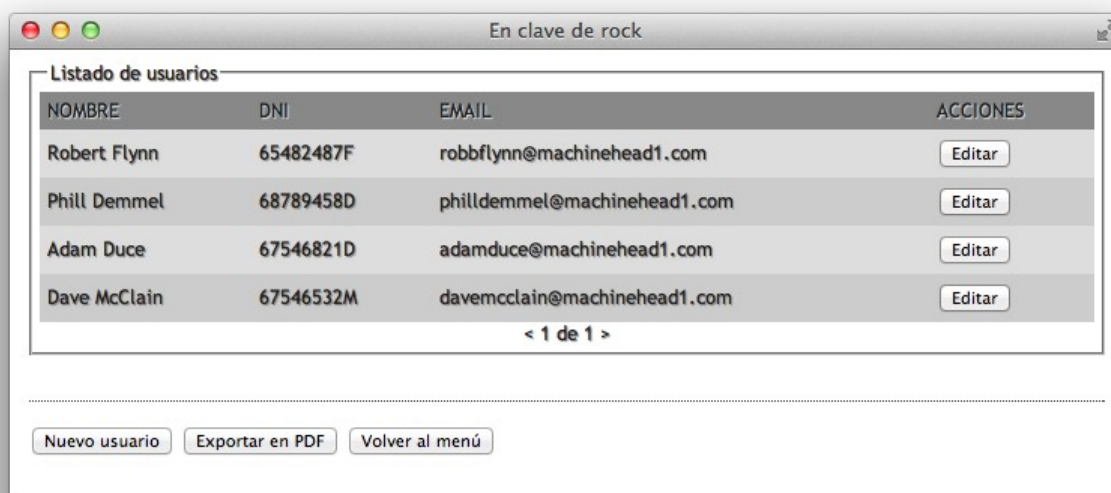 En clave de rock
Listado de usuarios
NOMBRE DNI EMAIL ACCIONES
Robert Flynn 65482487F robbflynn@machinehead1.com Editar
Phill Demmel 68789458D philldemmel@machinehead1.com Editar
Adam Duce 67546821D adamduce@machinehead1.com Editar
Dave McClain 67546532M davemcclain@machinehead1.com Editar
< 1 de 1 >
Nuevo usuario Exportar en PDF Volver al menú